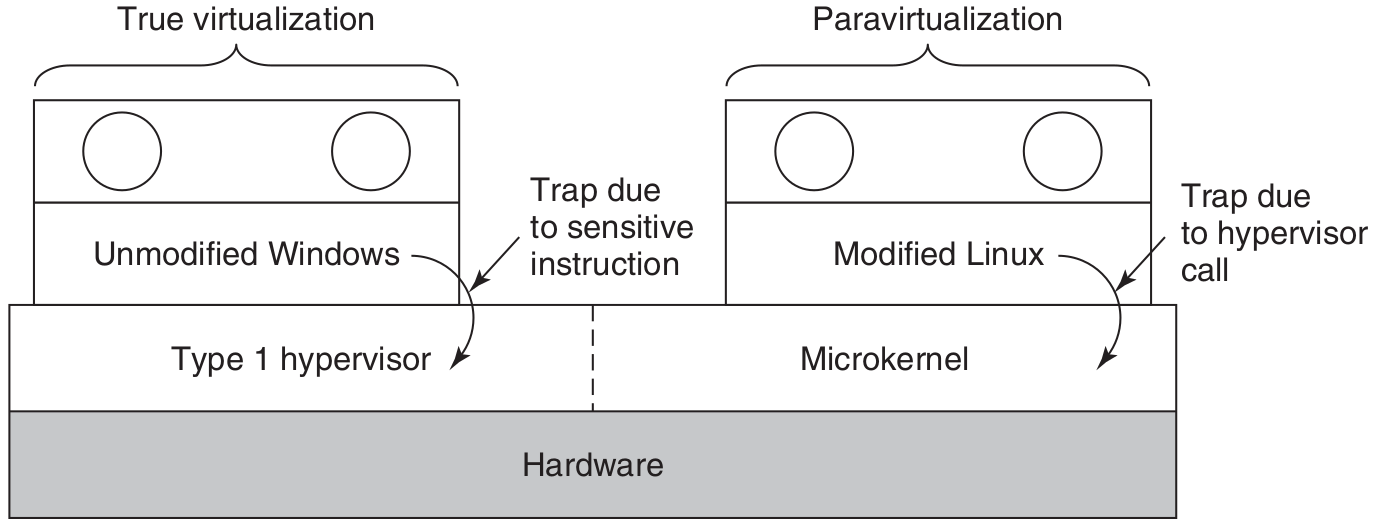 True virtualization
Paravirtualization
Trap due
to sensitive
instruction
Trap due
to hypervisor
call
Unmodified Windows
Modified Linux
Type 1 hypervisor
Microkernel
Hardware